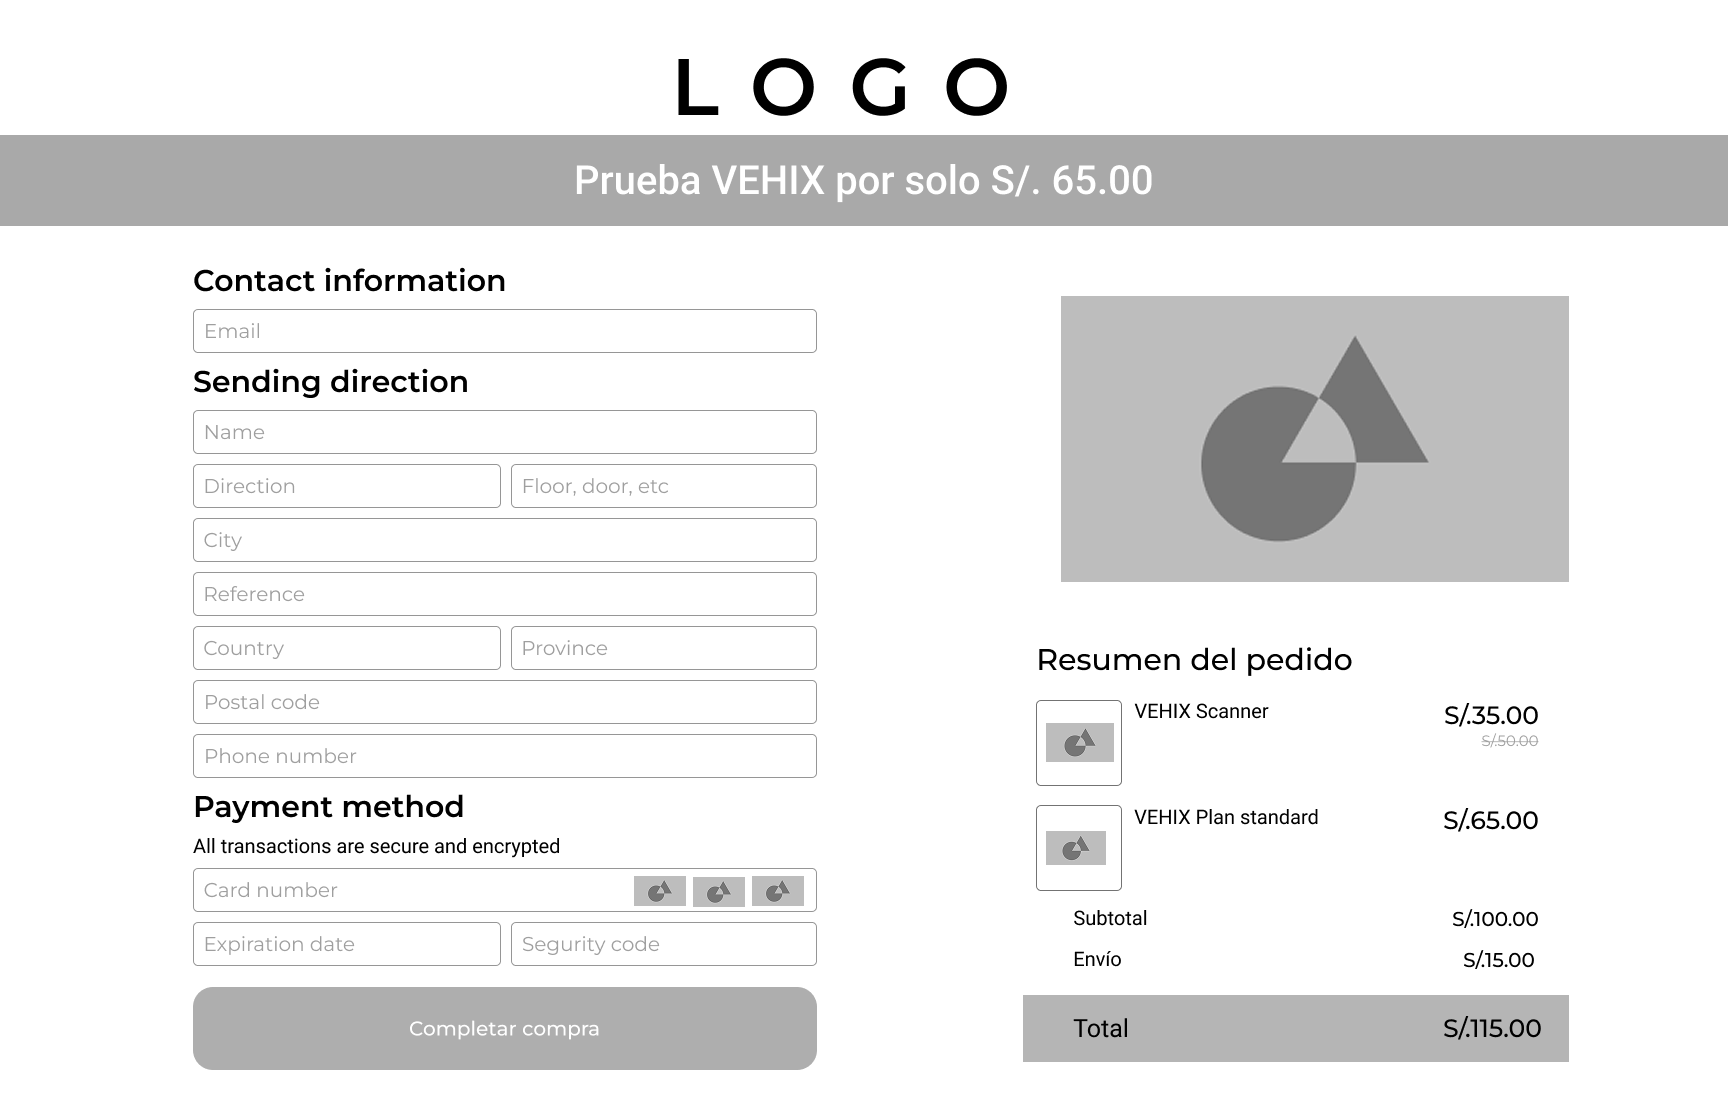 LOGO
Prueba VEHIX por solo S/. 65.00
Contact information
Email
Sending direction
Name
Direction
Floor, door, etc
City
Reference
Country
Province
Postal code
Phone number
Payment method
All transactions are secure and encrypted
Card number
Expiration date
Segurity code
Completar compra
Resumen del pedido
VEHIX Scanner
S/.35.00
S/.50.00
VEHIX Plan standard
S/.65.00
Subtotal
S/.100.00
Envío
S/.15.00
Total
S/.115.00